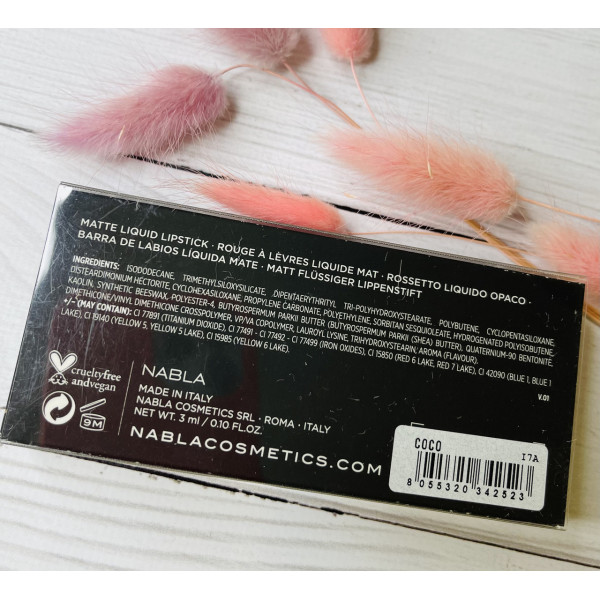 MATTE LIQUID LIPSTICK · ROUGE À LÈVRES LIQUIDE MAT · ROSSETTO LIQUIDO OPACO ·
BARRA DE LABIOS LÍQUIDA MATE · MATT FLÜSSIGER LIPPENSTIFT
INGREDIENTS: ISODODECANE, TRIMETHYLSILOXYSILICATE, DIPENTAERYTHRITYL TRI-POLYHYDROXYSTEARATE, POLYBUTENE, CYCLOPENTASILOXANE,
DISTEARDIMONIUM HECTORITE, CYCLOHEXASILOXANE, PROPYLENE CARBONATE, POLYETHYLENE, SORBITAN SESQUIOLEATE, HYDROGENATED POLYISOBUTENE,
KAOLIN, SYNTHETIC BEESWAX, POLYESTER-4, BUTYROSPERMUM PARKII BUTTER (BUTYROSPERMUM PARKII (SHEA) BUTTER), QUATERNIUM-90 BENTONITE,
DIMETHICONE/VINYL DIMETHICONE CROSSPOLYMER, VP/VA COPOLYMER, LAUROYL LYSINE, TRIHYDROXYSTEARIN, AROMA (FLAVOUR).
+/– (MAY CONTAIN): CI 77891 (TITANIUM DIOXIDE), CI 77491 - CI 77492 - CI 77499 (IRON OXIDES), CI 15850 (RED 6 LAKE, RED 7 LAKE), CI 42090 (BLUE 1, BLUE 1
LAKE), CI 19140 (YELLOW 5, YELLOW 5 LAKE), CI 15985 (YELLOW 6 LAKE).
V.01
crueltyfree
andvegan
9M
NABLA
MADE IN ITALY
NABLA COSMETICS SRL · ROMA · ITALY
NET WT. 3 ml / 0.10 FL.OZ.
NABLACOSMETICS.COM
COCO
17A
8 055320 342523